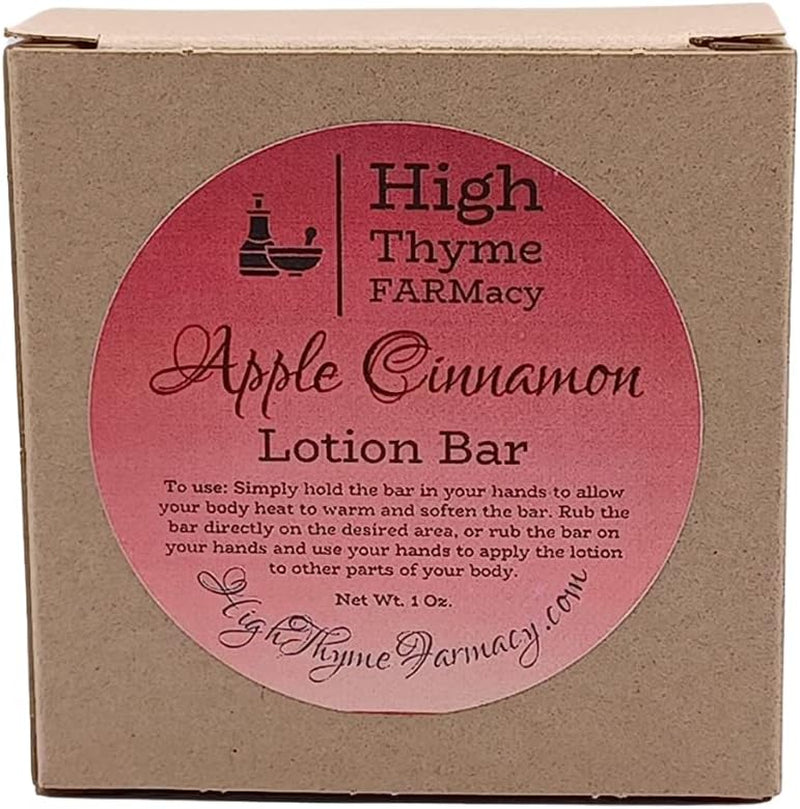 High
Thyme
FARMacy
Apple Cinnamon
Lotion Bar
To use: Simply hold the bar in your hands to allow
your body heat to warm and soften the bar. Rub the
bar directly on the desired area, or rub the bar on
your hands and use your hands to apply the lotion
to other parts of your body.
Net Wt. 1 Oz.
HighThymeFarmacy.com